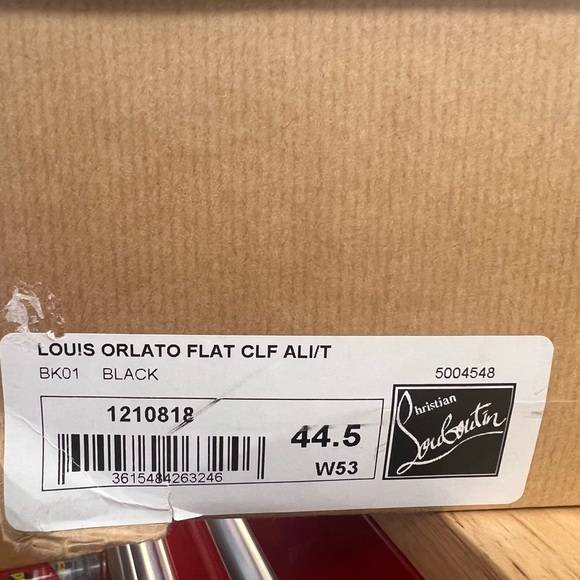 LOUIS ORLATO FLAT CLF ALI/T
BK01 BLACK
5004548
1210818
3615484263246
44.5
W53
Christian
Louboutin